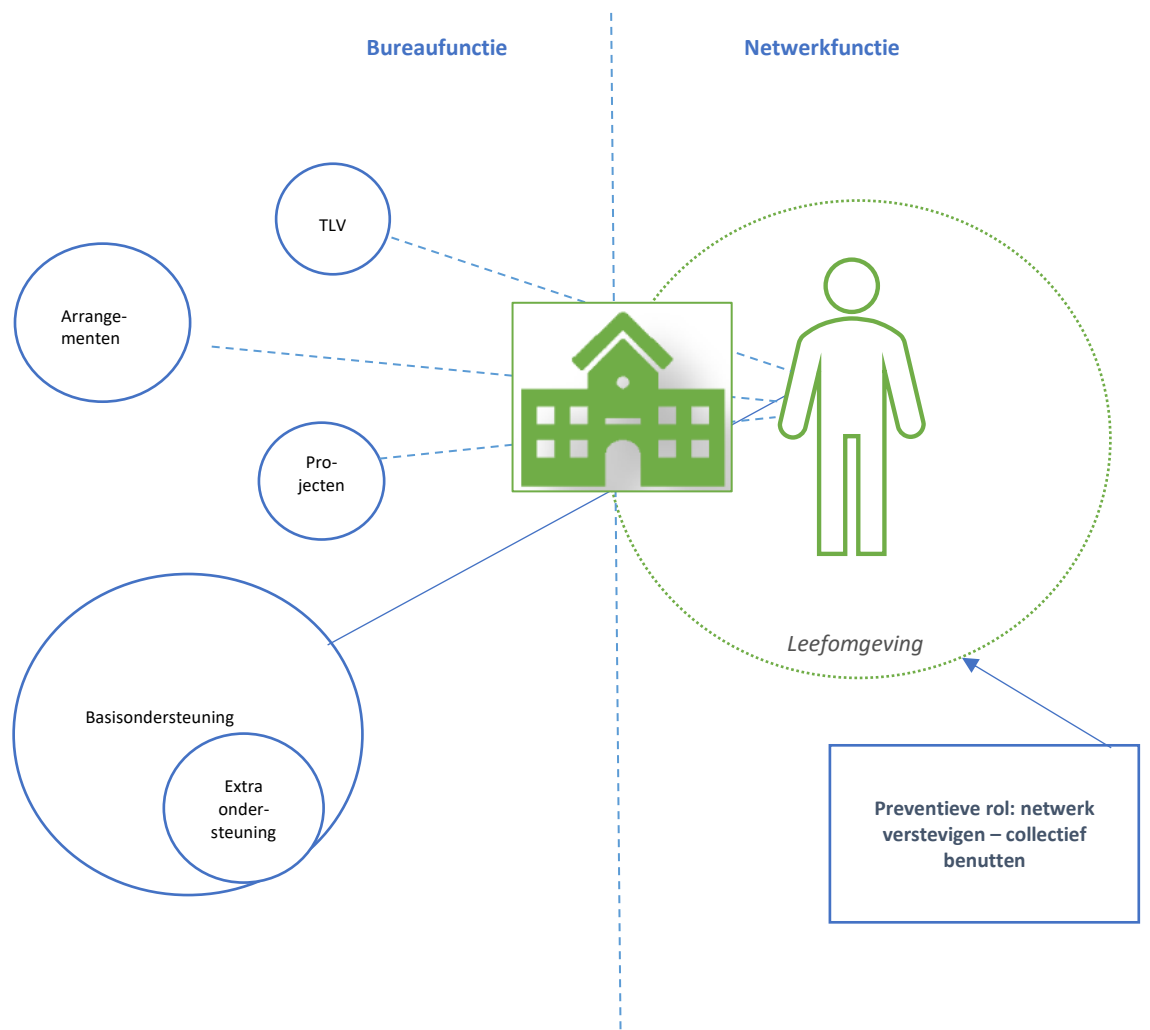 Bureaufunctie
Netwerkfunctie
TLV
Arrange-
menten
Pro-
jecten
Leefomgeving
Basisondersteuning
Extra
onder-
steuning
Preventieve rol: netwerk
verstevigen – collectief
benutten